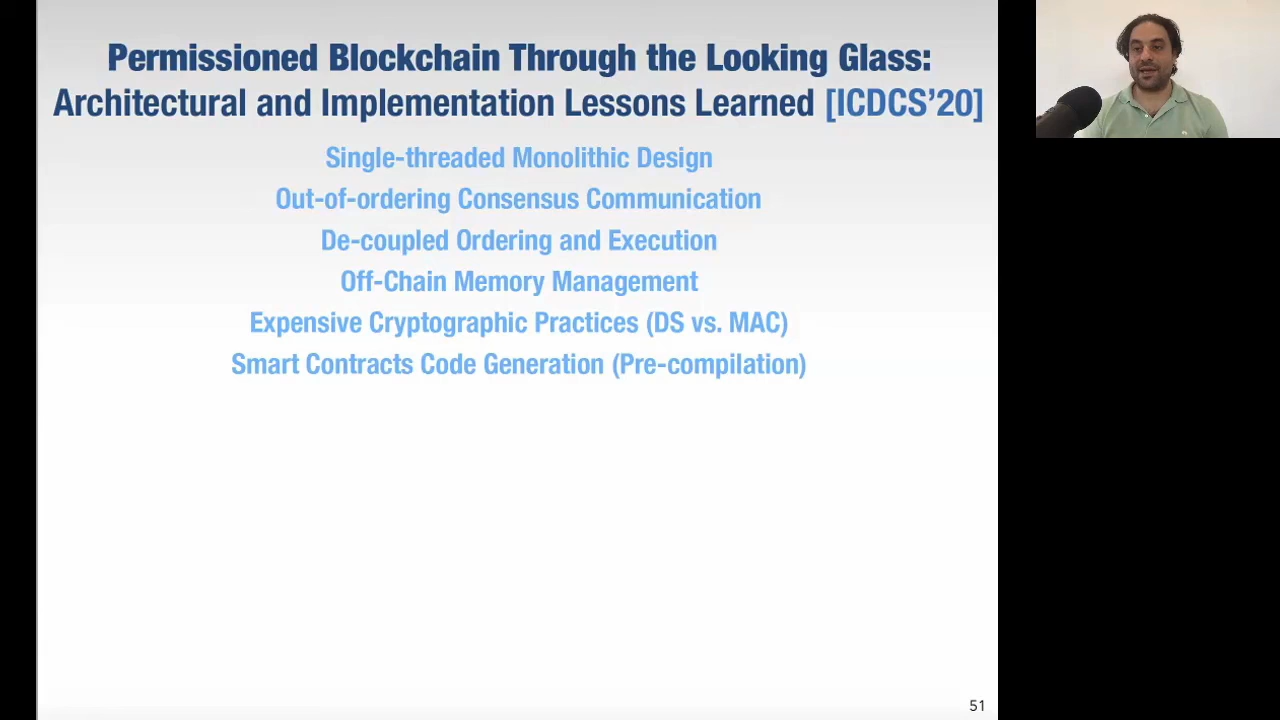 Permissioned Blockchain Through the Looking Glass:
Architectural and Implementation Lessons Learned [ICDCS’20]
Single-threaded Monolithic Design
Out-of-ordering Consensus Communication
De-coupled Ordering and Execution
Off-Chain Memory Management
Expensive Cryptographic Practices (DS vs. MAC)
Smart Contracts Code Generation (Pre-compilation)
51